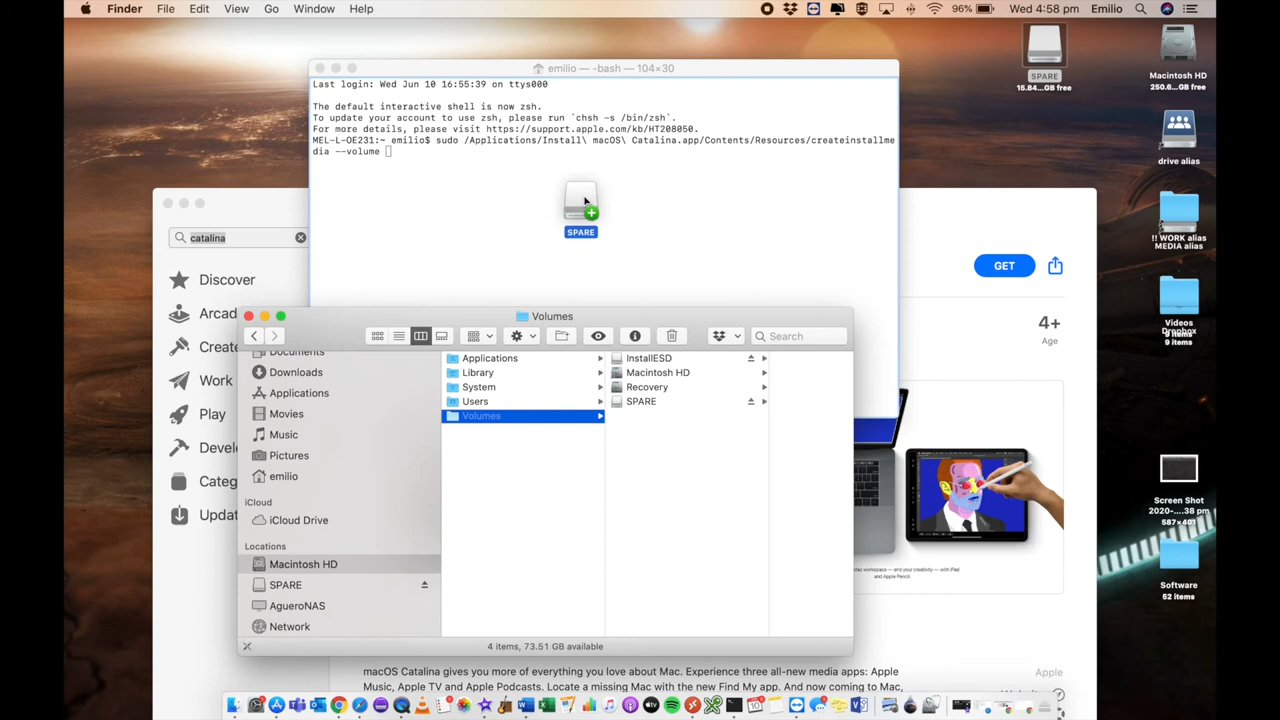 Finder File Edit View Go Window Help 96% Wed 4:58 pm Emilio
emilio — -bash — 104×30
Last login: Wed Jun 10 16:55:39 on ttys000
The default interactive shell is now zsh.
To update your account to use zsh, please run `chsh -s /bin/zsh`.
For more details, please visit https://support.apple.com/kb/HT208050.
MEL-L-OE231:~ emilio$ sudo /Applications/Install\ macOS\ Catalina.app/Contents/Resources/createinstallme
dia --volume
SPARE
catalina
Discover
Arcad
Create
Work
Play
Develo
Categ
Updat
GET
4+
Age
Volumes
Search
Documents
Downloads
Applications
Movies
Music
Pictures
emilio
iCloud
iCloud Drive
Locations
Macintosh HD
SPARE
AgueroNAS
Network
Applications
Library
System
Users
Volumes
InstallESD
Macintosh HD
Recovery
SPARE
4 items, 73.51 GB available
macOS Catalina gives you more of everything you love about Mac. Experience three all-new media apps: Apple
Music, Apple TV and Apple Podcasts. Locate a missing Mac with the new Find My app. And now coming to Mac,
Apple
SPARE
15.84...GB free
Macintosh HD
250.6...GB free
drive alias
!! WORK alias
MEDIA alias
Videos
Dropbox
9 items
Screen Shot
2020-....38 pm
587×401
Software
52 items